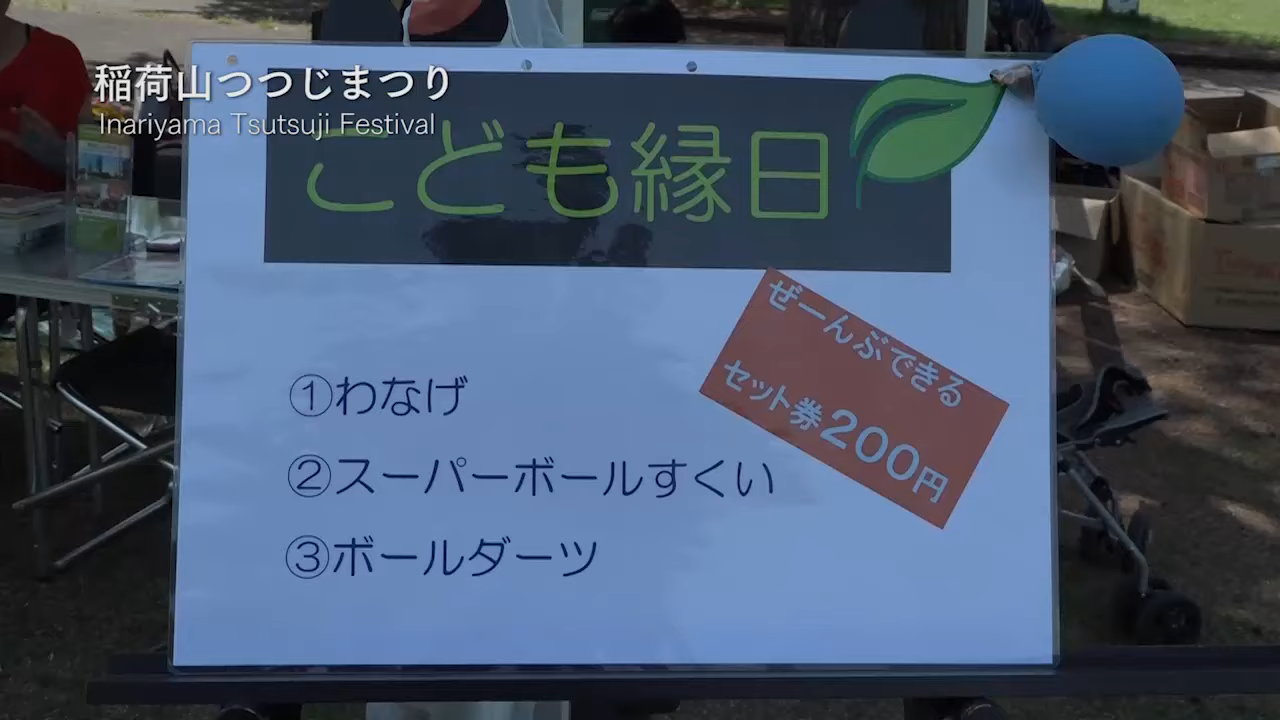 稲荷山つつじまつり
Inariyama Tsutsuji Festival
こども縁日
ぜーんぶできる
セット券200円
①わなげ
②スーパーボールすくい
③ボールダーツ